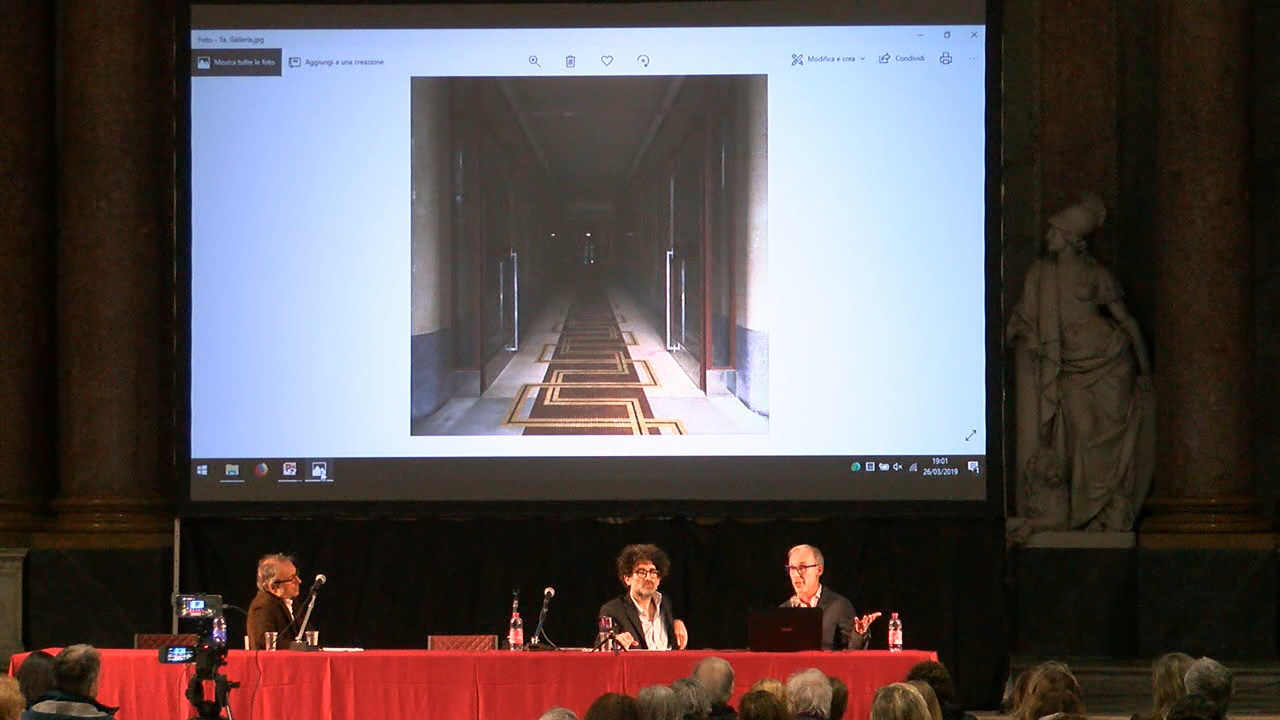 Foto - 1a. Galleria.jpg
Mostra tutte le foto
Aggiungi a una creazione
Modifica e crea
Condividi
19:01
26/03/2019